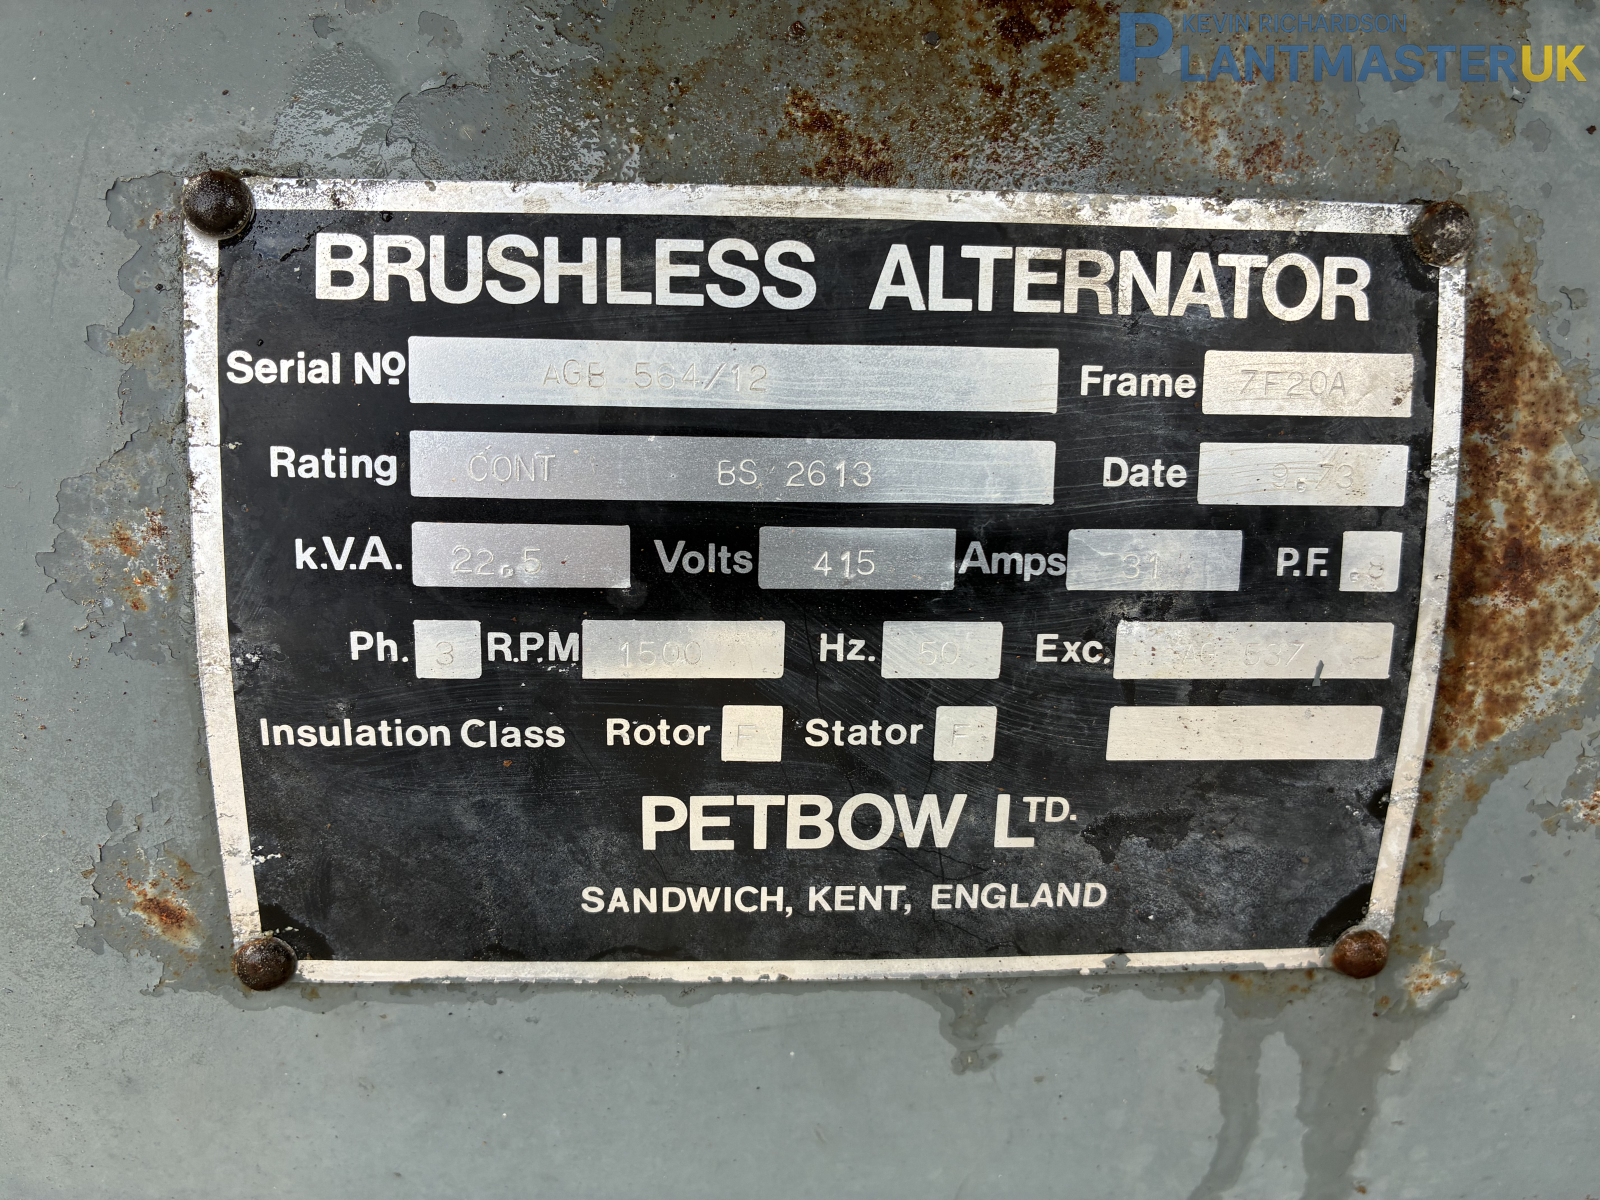 KEVIN RICHARDSON
PLANTMASTERUK
BRUSHLESS ALTERNATOR
Serial Nº AGB 564/12 Frame ZF20A
Rating CONT BS 2613 Date 9.73
k.V.A. 22.5 Volts 415 Amps 31 P.F. .8
Ph. 3 R.P.M 1500 Hz. 50 Exc.
Insulation Class Rotor F Stator F
PETBOW LTD.
SANDWICH, KENT, ENGLAND